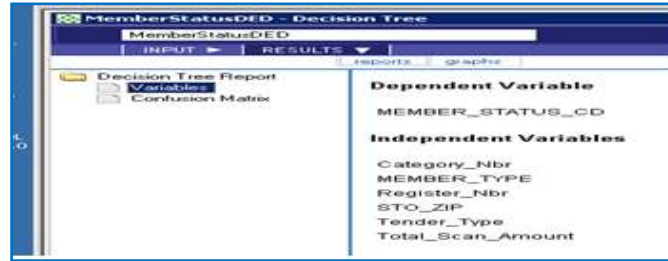 MemberStatusDED - Decision Tree
MemberStatusDED
INPUT ► | RESULTS ▼
reports graphs
Decision Tree Report
Variables
Confusion Matrix
Dependent Variable
MEMBER_STATUS_CD
Independent Variables
Category_Nbr
MEMBER_TYPE
Register_Nbr
STO_ZIP
Tender_Type
Total_Scan_Amount